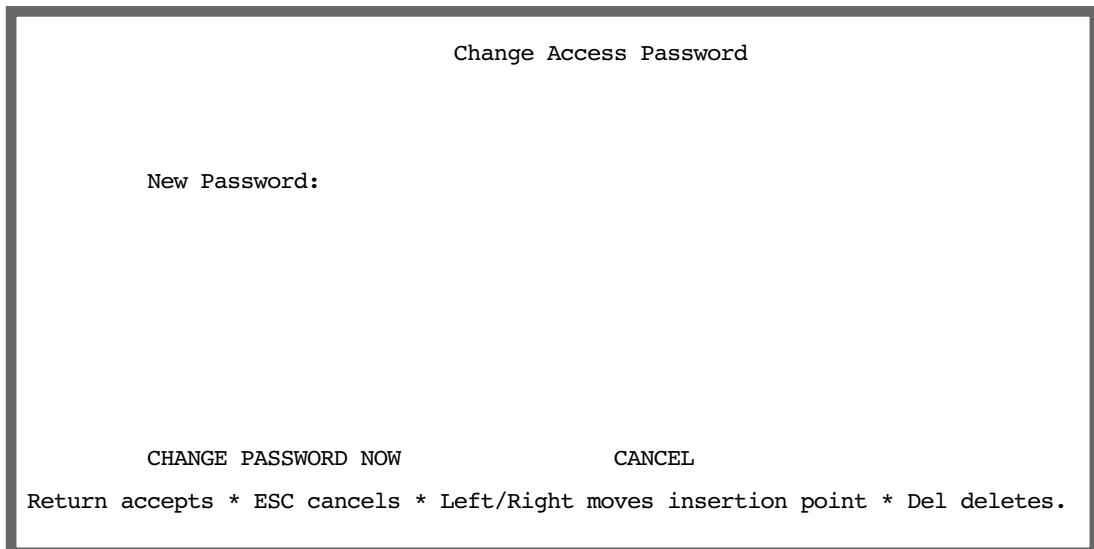 Change Access Password
New Password:
CHANGE PASSWORD NOW CANCEL
Return accepts * ESC cancels * Left/Right moves insertion point * Del deletes.